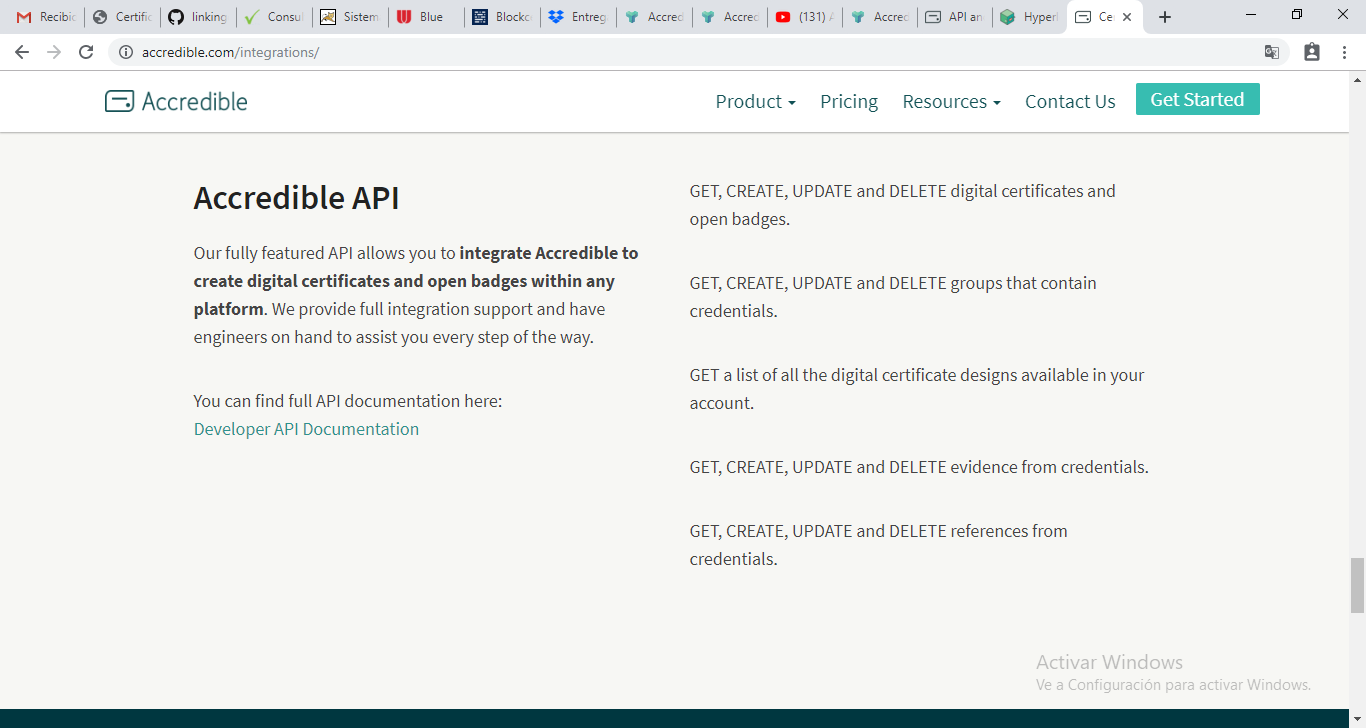 Recibic
Certific
linking
Consu
Sistem
Blue
Blockc
Entreg
Accred
Accred
(131)
Accred
API an
Hyperl
Ce
accredible.com/integrations/
Accredible
Product
Pricing
Resources
Contact Us
Get Started
Accredible API
Our fully featured API allows you to integrate Accredible to
create digital certificates and open badges within any
platform. We provide full integration support and have
engineers on hand to assist you every step of the way.
You can find full API documentation here:
Developer API Documentation
GET, CREATE, UPDATE and DELETE digital certificates and
open badges.
GET, CREATE, UPDATE and DELETE groups that contain
credentials.
GET a list of all the digital certificate designs available in your
account.
GET, CREATE, UPDATE and DELETE evidence from credentials.
GET, CREATE, UPDATE and DELETE references from
credentials.
Activar Windows
Ve a Configuración para activar Windows.